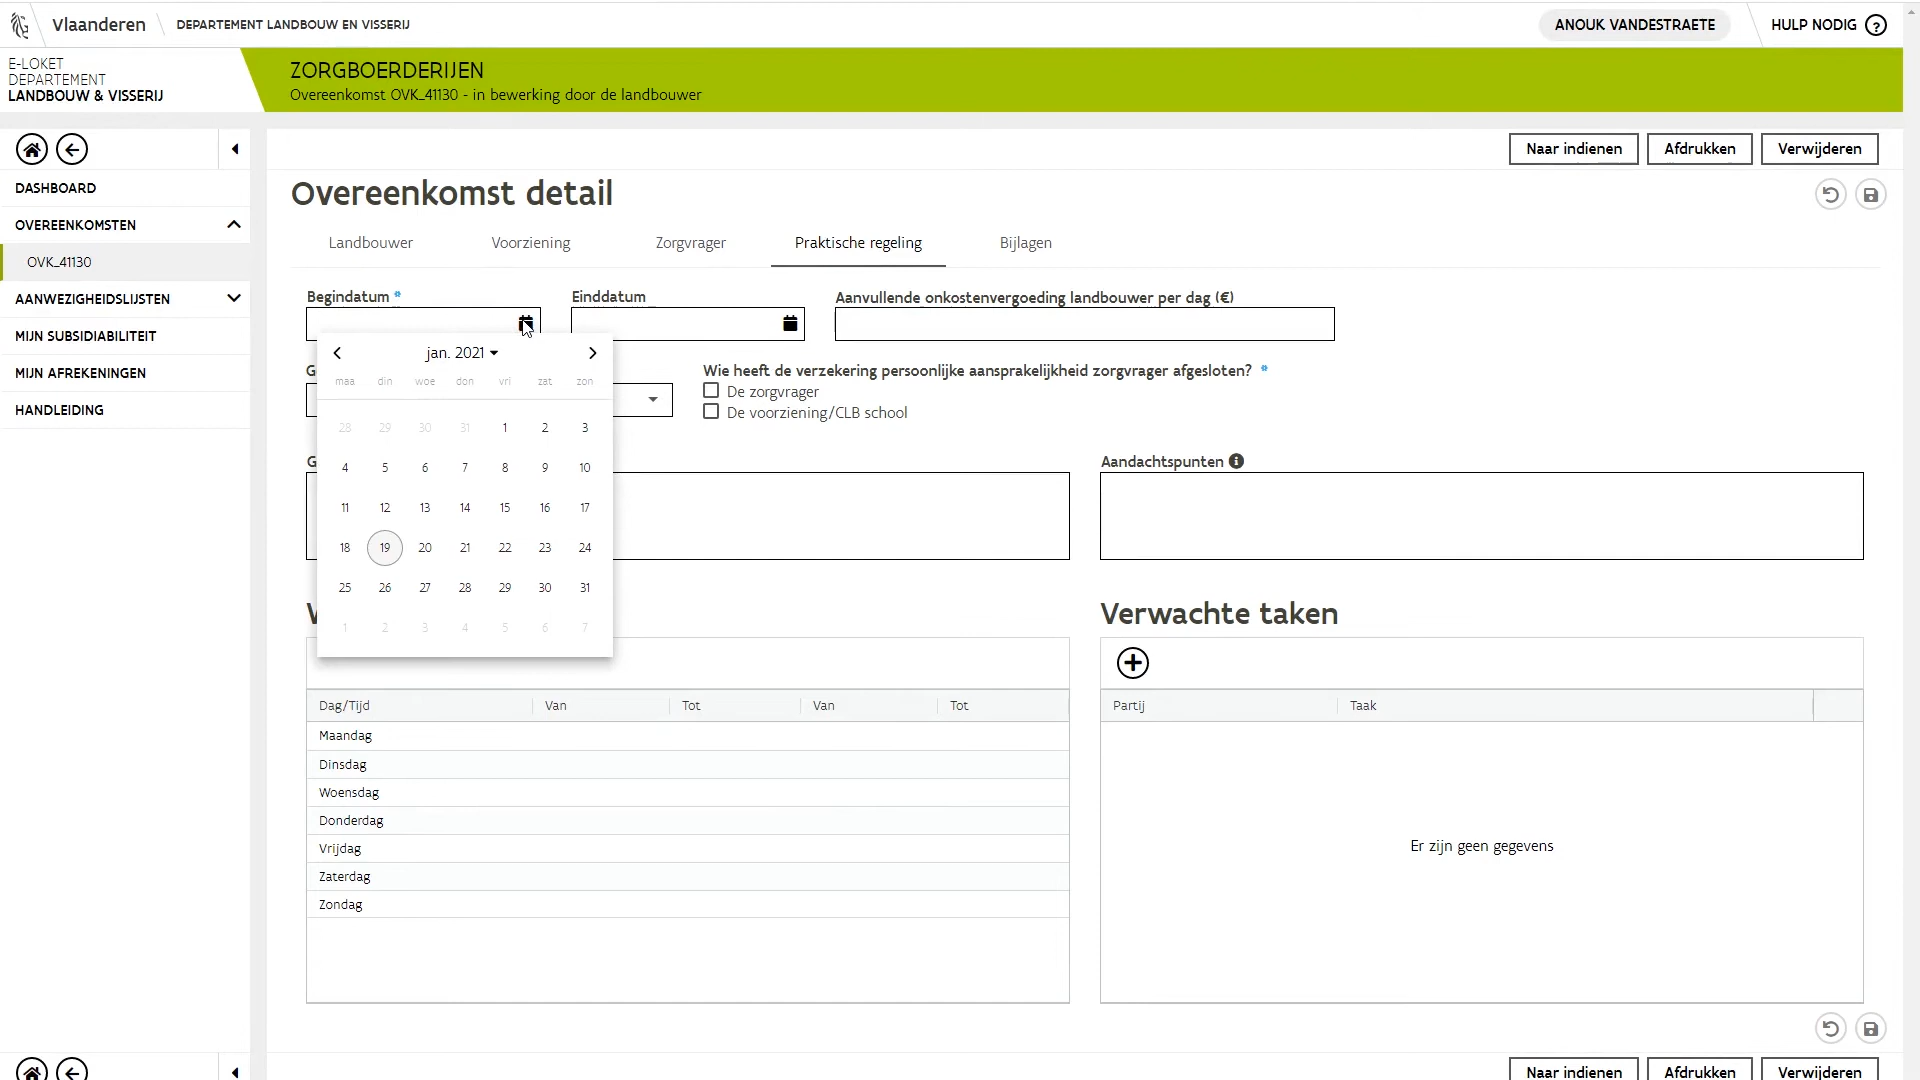 Vlaanderen
DEPARTEMENT LANDBOUW EN VISSERIJ
ANOUK VANDESTRAETE
HULP NODIG ?
E-LOKET
DEPARTEMENT
LANDBOUW & VISSERIJ
ZORGBOERDERIJEN
Overeenkomst OVK_41130 - in bewerking door de landbouwer
Naar indienen Afdrukken Verwijderen
DASHBOARD
OVEREENKOMSTEN
OVK_41130
AANWEZIGHEIDSLIJSTEN
MIJN SUBSIDIABILITEIT
MIJN AFREKENINGEN
HANDLEIDING
Overeenkomst detail
Landbouwer Voorziening Zorgvrager Praktische regeling Bijlagen
Begindatum * Einddatum Aanvullende onkostenvergoeding landbouwer per dag (€)
jan. 2021
maa din woe don vri zat zon
28 29 30 31 1 2 3
4 5 6 7 8 9 10
11 12 13 14 15 16 17
18 19 20 21 22 23 24
25 26 27 28 29 30 31
1 2 3 4 5 6 7
Wie heeft de verzekering persoonlijke aansprakelijkheid zorgvrager afgesloten? *
De zorgvrager
De voorziening/CLB school
Aandachtspunten
Dag/Tijd Van Tot Van Tot
Maandag
Dinsdag
Woensdag
Donderdag
Vrijdag
Zaterdag
Zondag
Verwachte taken
Partij Taak
Er zijn geen gegevens
Naar indienen Afdrukken Verwijderen